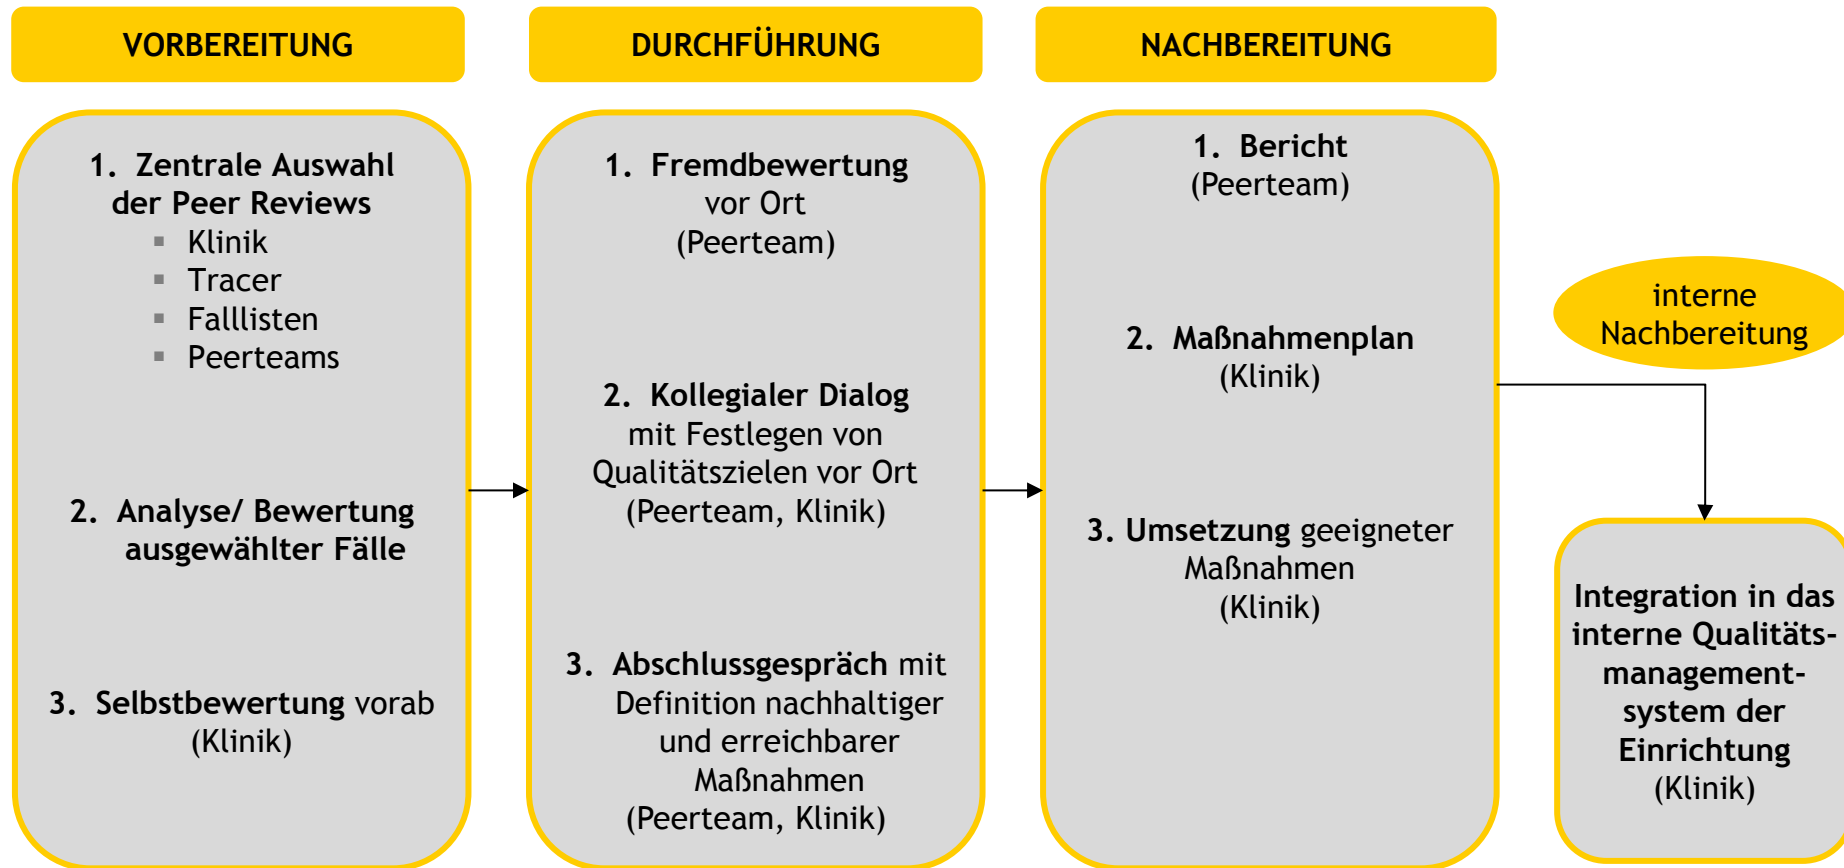 VORBEREITUNG
1. Zentrale Auswahl
der Peer Reviews
▪ Klinik
▪ Tracer
▪ Falllisten
▪ Peerteams
2. Analyse/ Bewertung
ausgewählter Fälle
3. Selbstbewertung vorab
(Klinik)
DURCHFÜHRUNG
1. Fremdbewertung
vor Ort
(Peerteam)
2. Kollegialer Dialog
mit Festlegen von
Qualitätszielen vor Ort
(Peerteam, Klinik)
3. Abschlussgespräch mit
Definition nachhaltiger
und erreichbarer
Maßnahmen
(Peerteam, Klinik)
NACHBEREITUNG
1. Bericht
(Peerteam)
2. Maßnahmenplan
(Klinik)
3. Umsetzung geeigneter
Maßnahmen
(Klinik)
interne
Nachbereitung
Integration in das
interne Qualitäts-
management-
system der
Einrichtung
(Klinik)